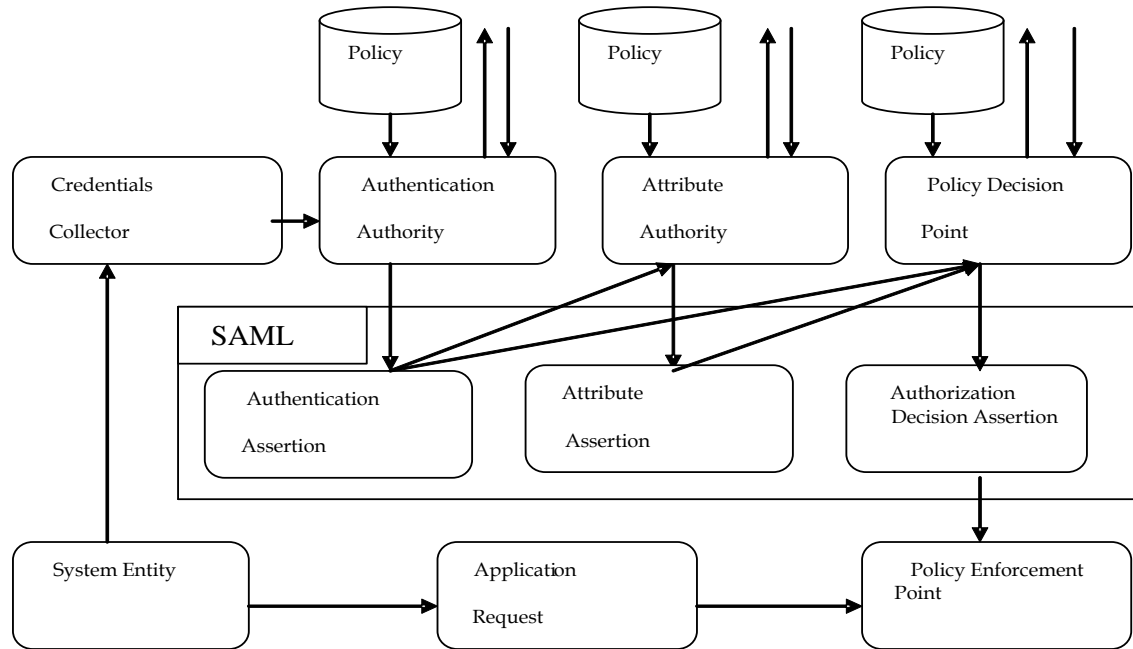 Policy
Policy
Policy
Credentials
Collector
Authentication
Authority
Attribute
Authority
Policy Decision
Point
SAML
Authentication
Assertion
Attribute
Assertion
Authorization
Decision Assertion
System Entity
Application
Request
Policy Enforcement
Point